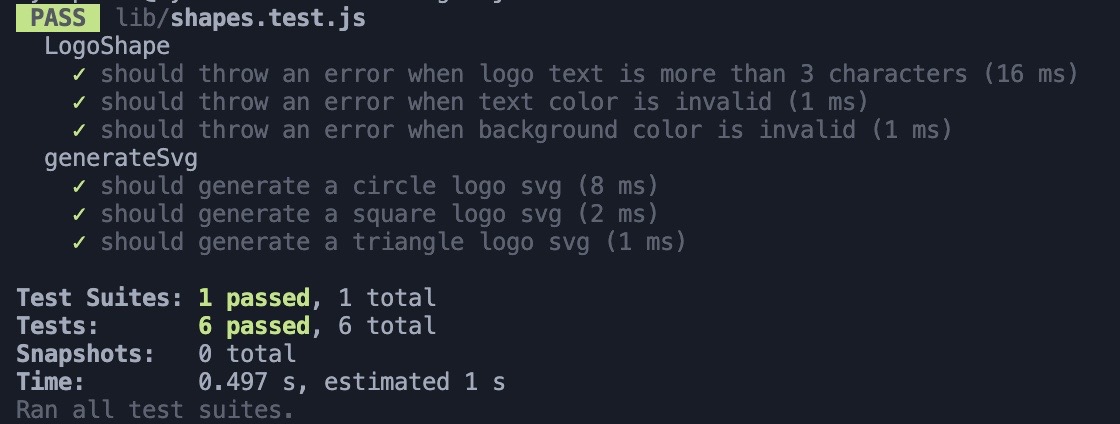 PASS lib/shapes.test.js
LogoShape
✓ should throw an error when logo text is more than 3 characters (16 ms)
✓ should throw an error when text color is invalid (1 ms)
✓ should throw an error when background color is invalid (1 ms)
generateSvg
✓ should generate a circle logo svg (8 ms)
✓ should generate a square logo svg (2 ms)
✓ should generate a triangle logo svg (1 ms)
Test Suites: 1 passed, 1 total
Tests: 6 passed, 6 total
Snapshots: 0 total
Time: 0.497 s, estimated 1 s
Ran all test suites.